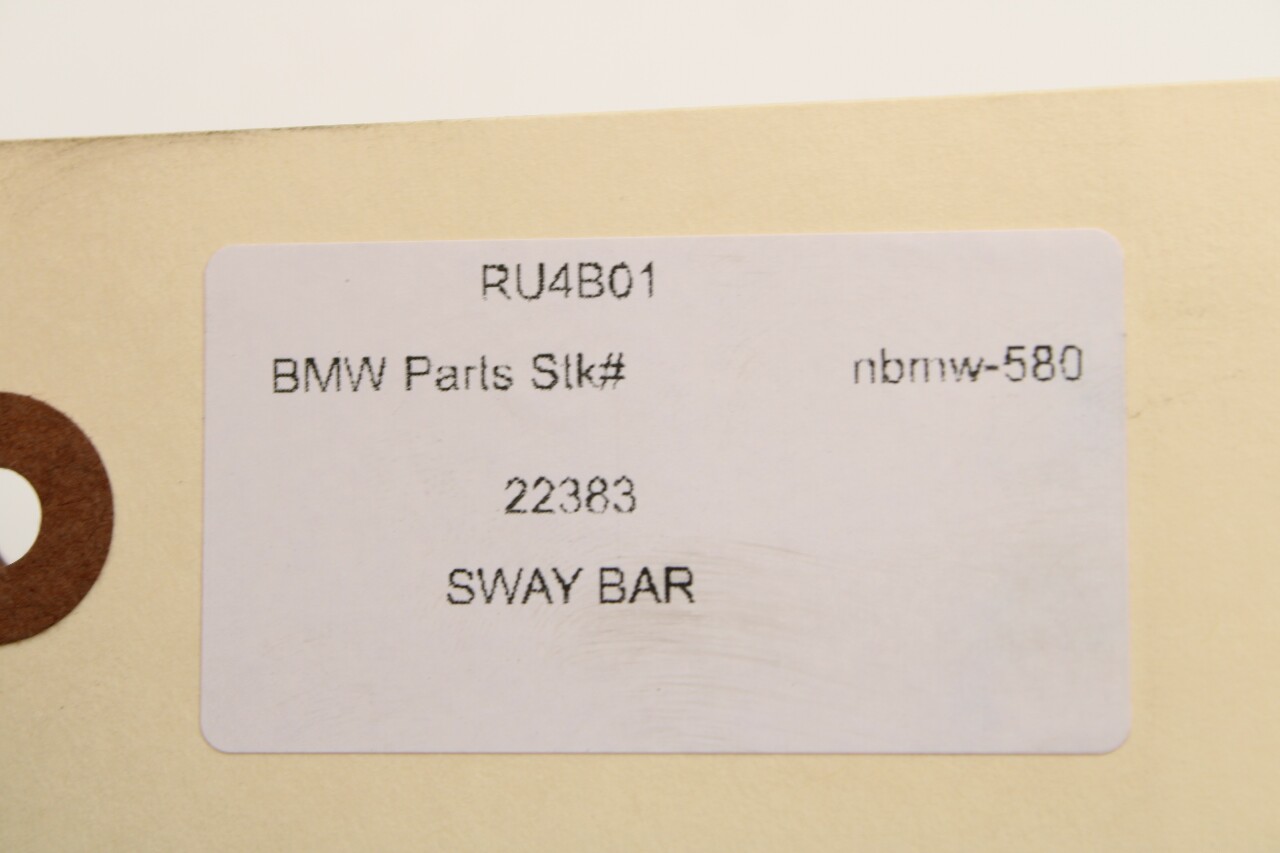 RU4B01
BMW Parts Stk# nbmw-580
22383
SWAY BAR